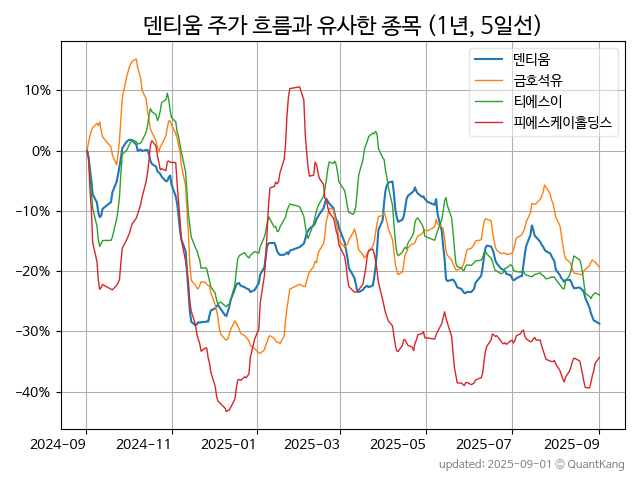 덴티움 주가 흐름과 유사한 종목 (1년, 5일선)
덴티움
금호석유
티에스이
피에스케이홀딩스
10%
0%
−10%
−20%
−30%
−40%
2024-09
2024-11
2025-01
2025-03
2025-05
2025-07
2025-09
updated: 2025-09-01 © QuantKang